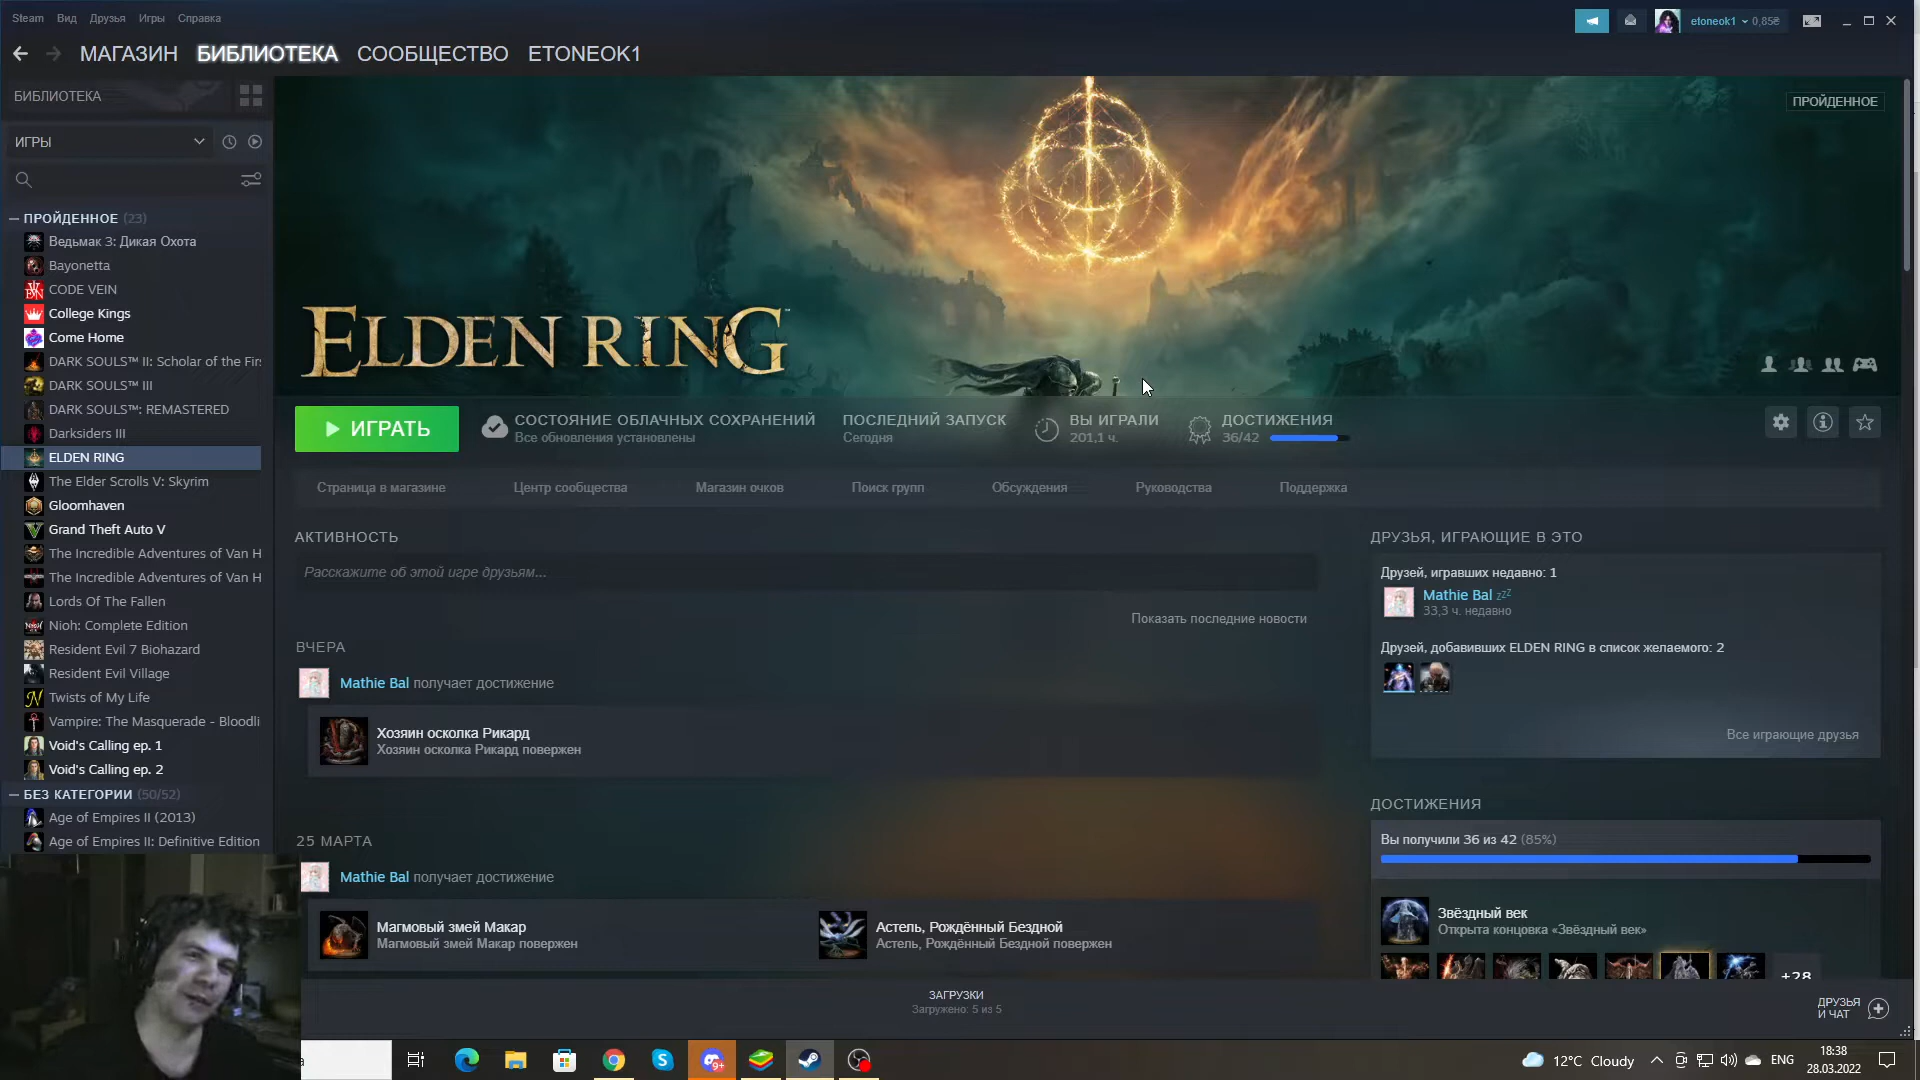 Steam Вид Друзья Игры Справка
etoneok1 0,85₴
МАГАЗИН БИБЛИОТЕКА СООБЩЕСТВО ETONEOK1
БИБЛИОТЕКА
ИГРЫ
ПРОЙДЕННОЕ (23)
Ведьмак 3: Дикая Охота
Bayonetta
CODE VEIN
College Kings
Come Home
DARK SOULS™ II: Scholar of the Fir
DARK SOULS™ III
DARK SOULS™: REMASTERED
Darksiders III
ELDEN RING
The Elder Scrolls V: Skyrim
Gloomhaven
Grand Theft Auto V
The Incredible Adventures of Van H
The Incredible Adventures of Van H
Lords Of The Fallen
Nioh: Complete Edition
Resident Evil 7 Biohazard
Resident Evil Village
Twists of My Life
Vampire: The Masquerade - Bloodli
Void's Calling ep. 1
Void's Calling ep. 2
БЕЗ КАТЕГОРИИ (50/52)
Age of Empires II (2013)
Age of Empires II: Definitive Edition
ПРОЙДЕННОЕ
ELDEN RING
ИГРАТЬ
СОСТОЯНИЕ ОБЛАЧНЫХ СОХРАНЕНИЙ
Все обновления установлены
ПОСЛЕДНИЙ ЗАПУСК
Сегодня
ВЫ ИГРАЛИ
201,1 ч.
ДОСТИЖЕНИЯ
36/42
Страница в магазине Центр сообщества Магазин очков Поиск групп Обсуждения Руководства Поддержка
АКТИВНОСТЬ
Расскажите об этой игре друзьям...
Показать последние новости
ВЧЕРА
Mathie Bal получает достижение
Хозяин осколка Рикард
Хозяин осколка Рикард повержен
25 МАРТА
Mathie Bal получает достижение
Магмовый змей Макар
Магмовый змей Макар повержен
Астель, Рождённый Бездной
Астель, Рождённый Бездной повержен
ДРУЗЬЯ, ИГРАЮЩИЕ В ЭТО
Друзей, игравших недавно: 1
Mathie Bal zzZ
33,3 ч. недавно
Друзей, добавивших ELDEN RING в список желаемого: 2
Все играющие друзья
ДОСТИЖЕНИЯ
Вы получили 36 из 42 (85%)
Звёздный век
Открыта концовка «Звёздный век»
+28
ЗАГРУЗКИ
Загружено: 5 из 5
ДРУЗЬЯ
И ЧАТ
9+
12°C Cloudy
ENG
18:38
28.03.2022